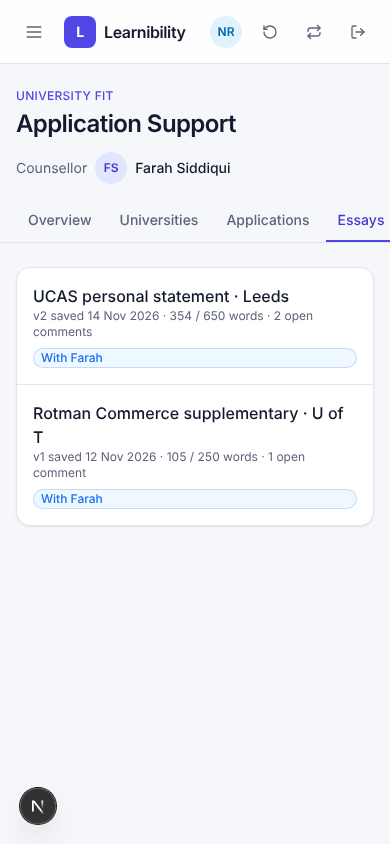 L Learnibility NR
UNIVERSITY FIT
Application Support
Counsellor FS Farah Siddiqui
Overview Universities Applications Essays
UCAS personal statement · Leeds
v2 saved 14 Nov 2026 · 354 / 650 words · 2 open
comments
With Farah
Rotman Commerce supplementary · U of
T
v1 saved 12 Nov 2026 · 105 / 250 words · 1 open
comment
With Farah
N